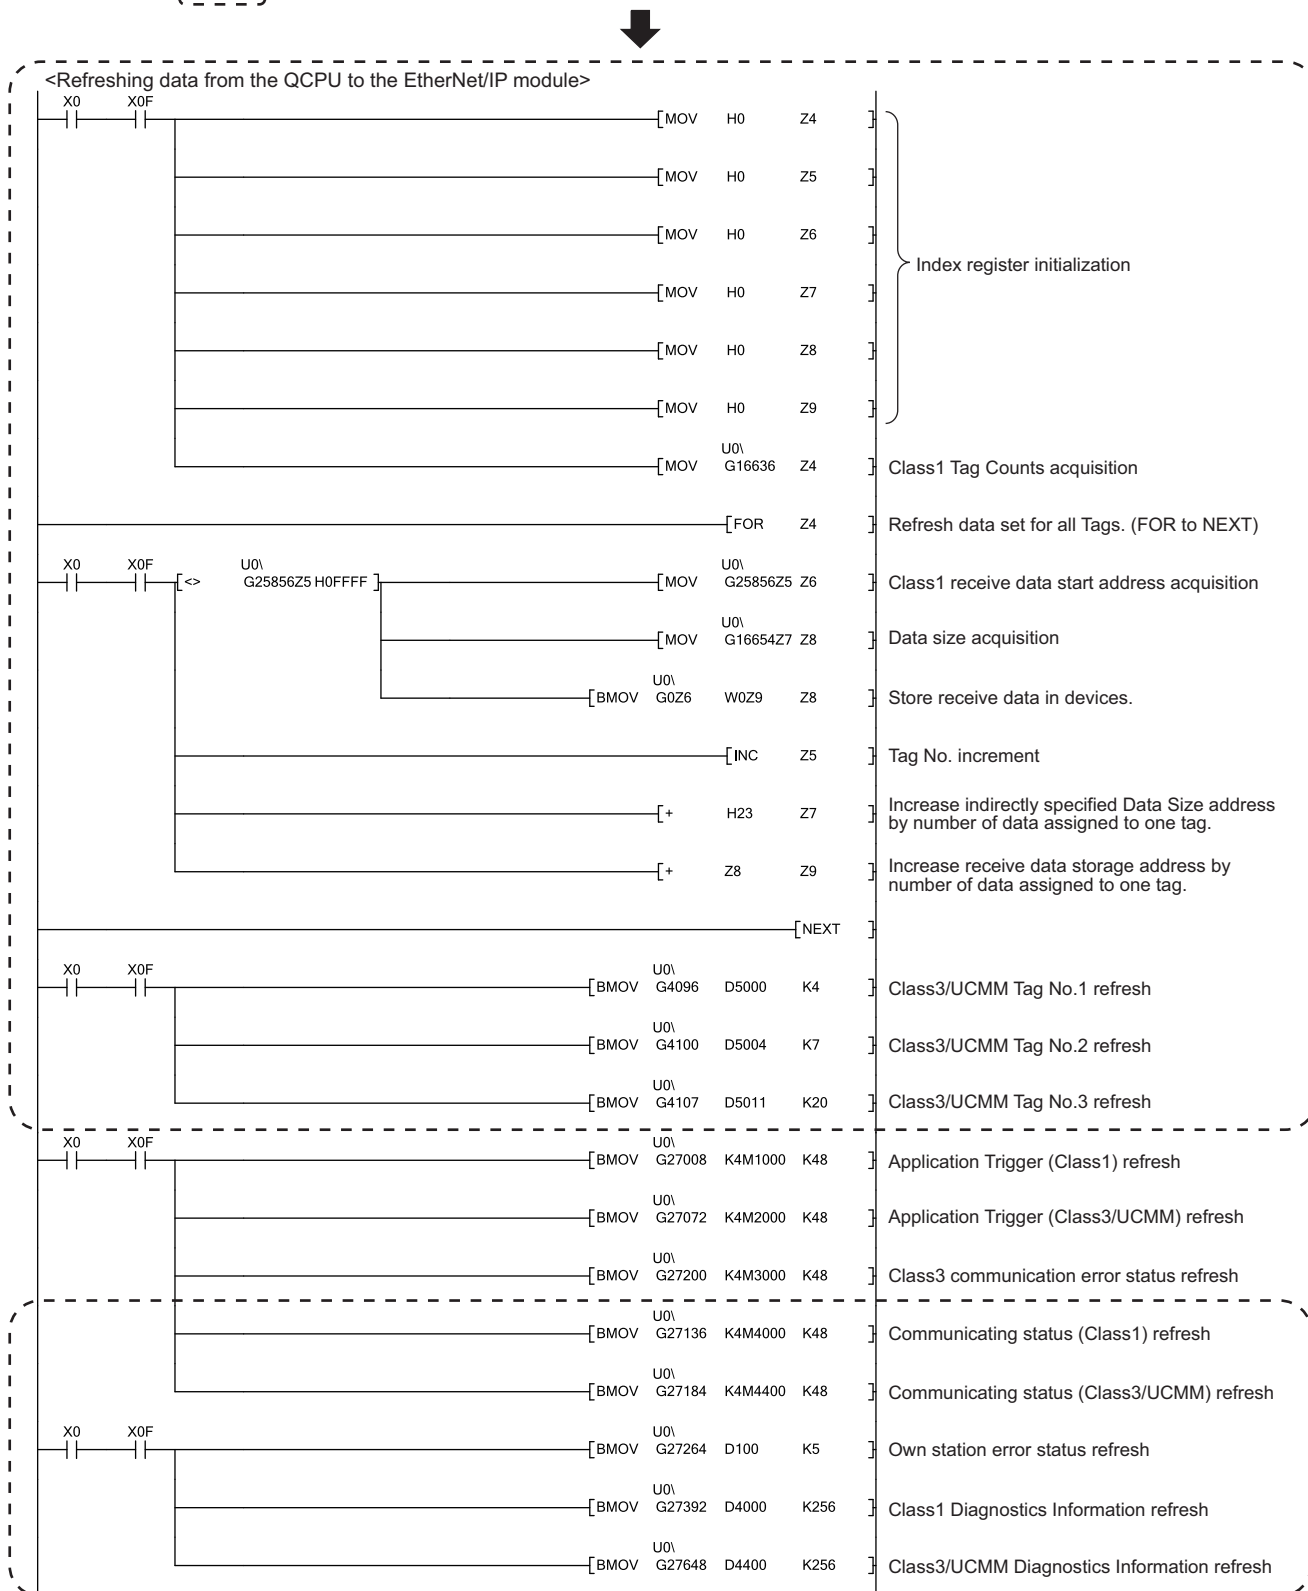 <Refreshing data from the QCPU to the EtherNet/IP module>
X0 X0F
[MOV H0 Z4 ]
[MOV H0 Z5 ]
[MOV H0 Z6 ]
Index register initialization
[MOV H0 Z7 ]
[MOV H0 Z8 ]
[MOV H0 Z9 ]
U0\
[MOV G16636 Z4 ] Class1 Tag Counts acquisition
[FOR Z4 ] Refresh data set for all Tags. (FOR to NEXT)
X0 X0F U0\ U0\
[<> G25856Z5 H0FFFF ] [MOV G25856Z5 Z6 ] Class1 receive data start address acquisition
U0\
[MOV G16654Z7 Z8 ] Data size acquisition
U0\
[BMOV G0Z6 W0Z9 Z8 ] Store receive data in devices.
[INC Z5 ] Tag No. increment
[+ H23 Z7 ] Increase indirectly specified Data Size address
by number of data assigned to one tag.
[+ Z8 Z9 ] Increase receive data storage address by
number of data assigned to one tag.
[NEXT ]
X0 X0F U0\
[BMOV G4096 D5000 K4 ] Class3/UCMM Tag No.1 refresh
U0\
[BMOV G4100 D5004 K7 ] Class3/UCMM Tag No.2 refresh
U0\
[BMOV G4107 D5011 K20 ] Class3/UCMM Tag No.3 refresh
X0 X0F U0\
[BMOV G27008 K4M1000 K48 ] Application Trigger (Class1) refresh
U0\
[BMOV G27072 K4M2000 K48 ] Application Trigger (Class3/UCMM) refresh
U0\
[BMOV G27200 K4M3000 K48 ] Class3 communication error status refresh
U0\
[BMOV G27136 K4M4000 K48 ] Communicating status (Class1) refresh
U0\
[BMOV G27184 K4M4400 K48 ] Communicating status (Class3/UCMM) refresh
X0 X0F U0\
[BMOV G27264 D100 K5 ] Own station error status refresh
U0\
[BMOV G27392 D4000 K256 ] Class1 Diagnostics Information refresh
U0\
[BMOV G27648 D4400 K256 ] Class3/UCMM Diagnostics Information refresh